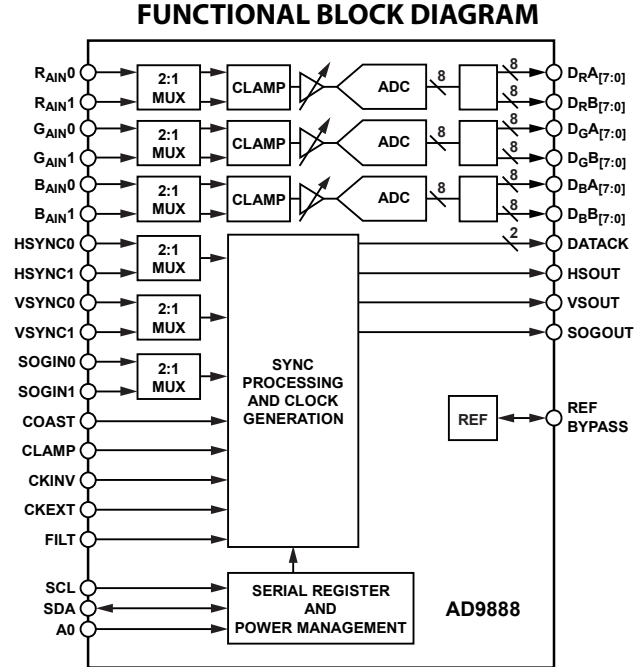 FUNCTIONAL BLOCK DIAGRAM
RAIN0
RAIN1
2:1
MUX
CLAMP
ADC
8
8
8
DRA[7:0]
DRB[7:0]
GAIN0
GAIN1
2:1
MUX
CLAMP
ADC
8
8
8
DGA[7:0]
DGB[7:0]
BAIN0
BAIN1
2:1
MUX
CLAMP
ADC
8
8
8
DBA[7:0]
DBB[7:0]
HSYNC0
HSYNC1
2:1
MUX
VSYNC0
VSYNC1
2:1
MUX
SOGIN0
SOGIN1
2:1
MUX
COAST
CLAMP
CKINV
CKEXT
FILT
SYNC
PROCESSING
AND CLOCK
GENERATION
2
DATACK
HSOUT
VSOUT
SOGOUT
REF
REF
BYPASS
SCL
SDA
A0
SERIAL REGISTER
AND
POWER MANAGEMENT
AD9888